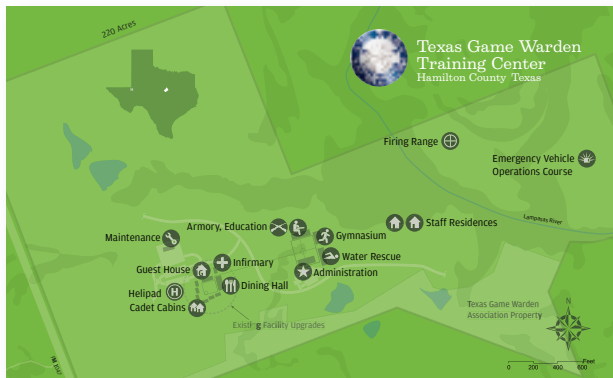 220 Acres
Texas Game Warden
Training Center
Hamilton County Texas
Firing Range
Emergency Vehicle
Operations Course
Staff Residences
Lampasas River
Armory, Education
Gymnasium
Maintenance
Water Rescue
Infirmary
Guest House
Administration
Dining Hall
Helipad
H
Cadet Cabins
Existing Facility Upgrades
Texas Game Warden
Association Property
N
Feet
0 200 400 600